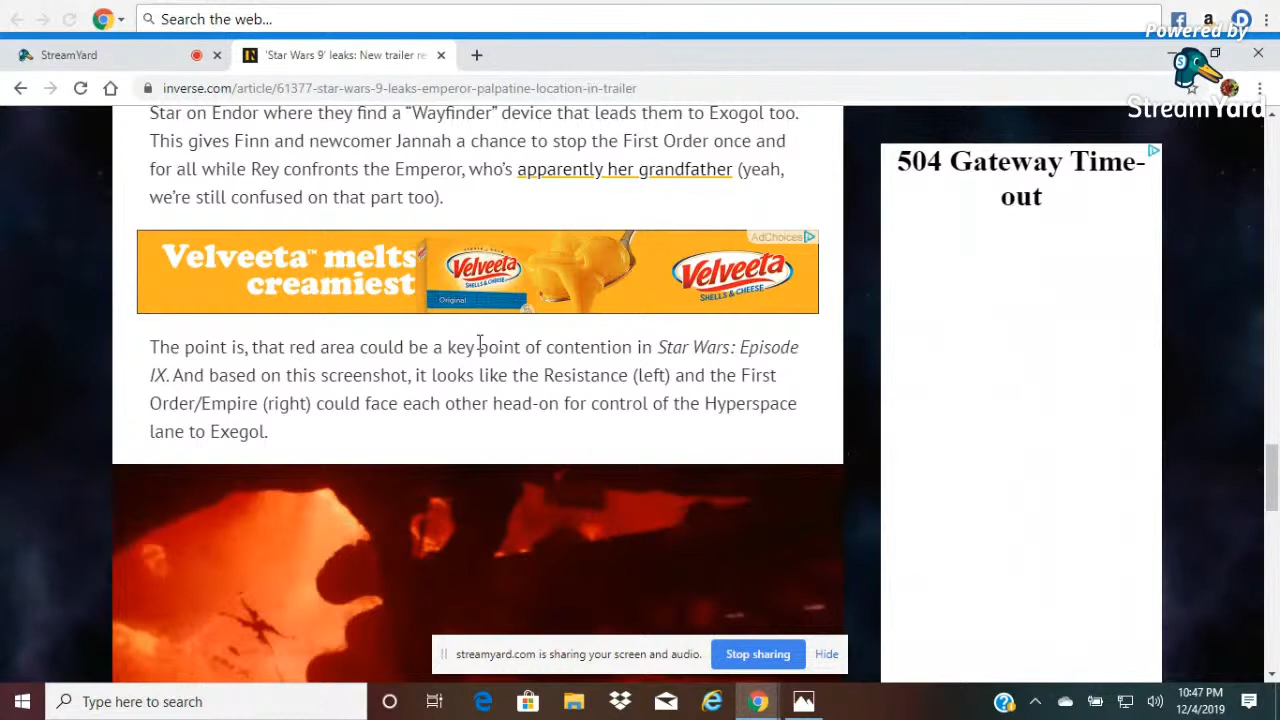 Search the web...
Powered by
StreamYard
'Star Wars 9' leaks: New trailer re
inverse.com/article/61377-star-wars-9-leaks-emperor-palpatine-location-in-trailer
StreamYard
Star on Endor where they find a “Wayfinder” device that leads them to Exogol too.
This gives Finn and newcomer Jannah a chance to stop the First Order once and
for all while Rey confronts the Emperor, who’s apparently her grandfather (yeah,
we’re still confused on that part too).
504 Gateway Time-
out
AdChoices
Velveeta™ melts
creamiest
Velveeta
SHELLS & CHEESE
Original
Velveeta
SHELLS & CHEESE
The point is, that red area could be a key point of contention in Star Wars: Episode
IX. And based on this screenshot, it looks like the Resistance (left) and the First
Order/Empire (right) could face each other head-on for control of the Hyperspace
lane to Exegol.
streamyard.com is sharing your screen and audio.
Stop sharing
Hide
Type here to search
10:47 PM
12/4/2019